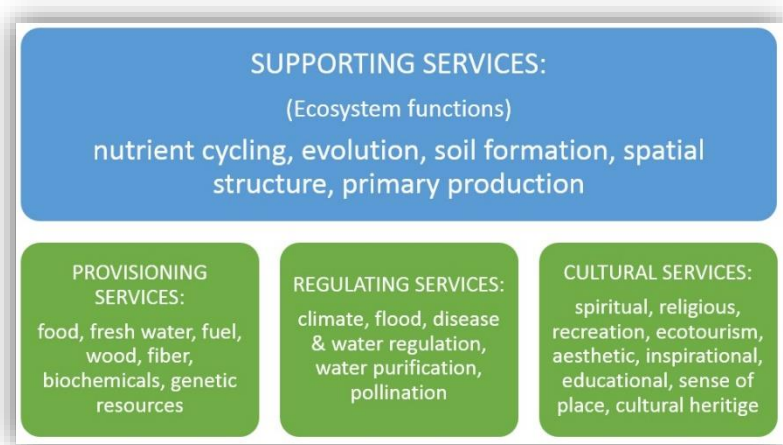 SUPPORTING SERVICES:
(Ecosystem functions)
nutrient cycling, evolution, soil formation, spatial
structure, primary production
PROVISIONING
SERVICES:
food, fresh water, fuel,
wood, fiber,
biochemicals, genetic
resources
REGULATING SERVICES:
climate, flood, disease
& water regulation,
water purification,
pollination
CULTURAL SERVICES:
spiritual, religious,
recreation, ecotourism,
aesthetic, inspirational,
educational, sense of
place, cultural heritige